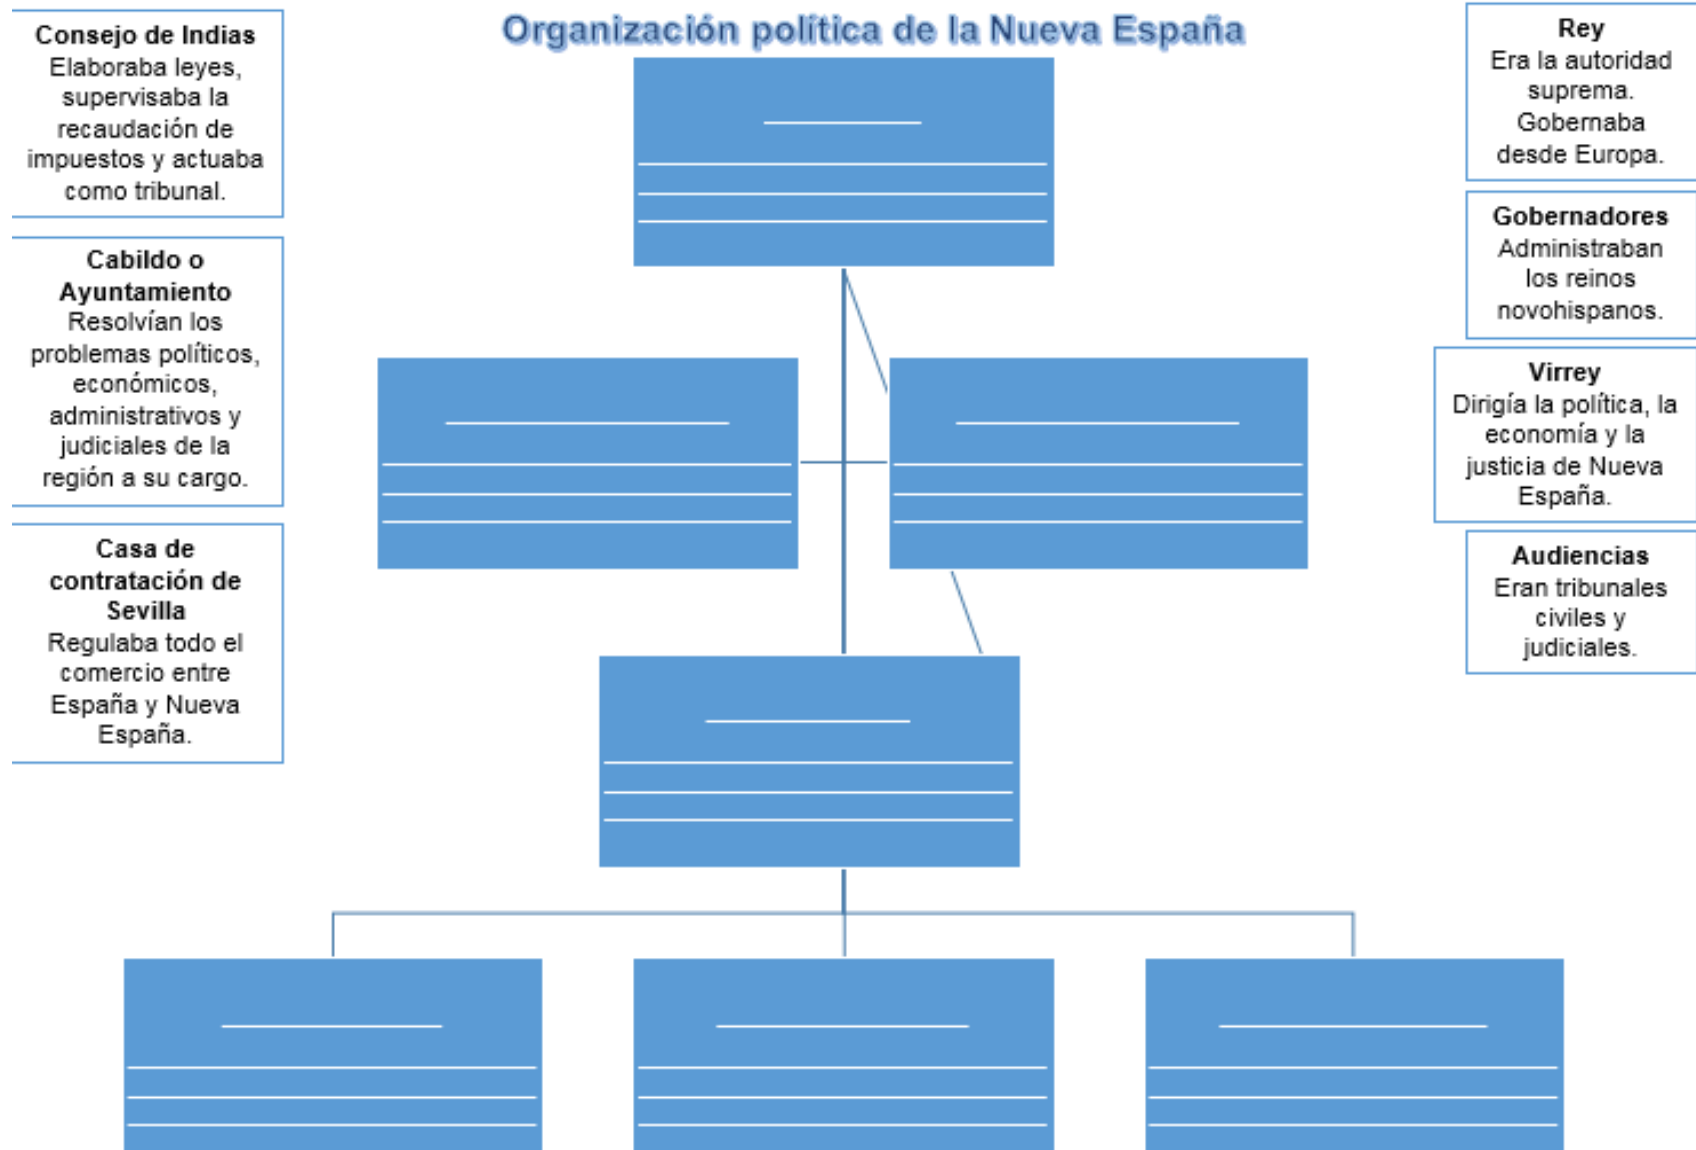 Organización política de la Nueva España
Consejo de Indias
Elaboraba leyes,
supervisaba la
recaudación de
impuestos y actuaba
como tribunal.
Cabildo o
Ayuntamiento
Resolvían los
problemas políticos,
económicos,
administrativos y
judiciales de la
región a su cargo.
Casa de
contratación de
Sevilla
Regulaba todo el
comercio entre
España y Nueva
España.
Rey
Era la autoridad
suprema.
Gobernaba
desde Europa.
Gobernadores
Administraban
los reinos
novohispanos.
Virrey
Dirigía la política, la
economía y la
justicia de Nueva
España.
Audiencias
Eran tribunales
civiles y
judiciales.